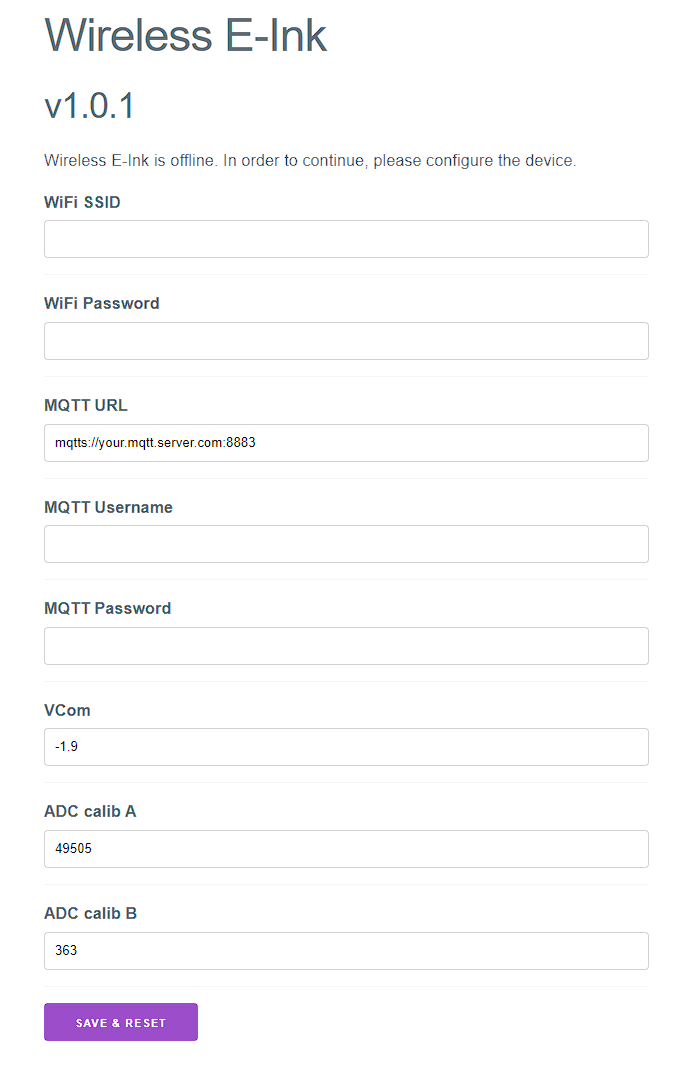 Wireless E-Ink
v1.0.1
Wireless E-Ink is offline. In order to continue, please configure the device.
WiFi SSID
WiFi Password
MQTT URL
mqtts://your.mqtt.server.com:8883
MQTT Username
MQTT Password
VCom
-1.9
ADC calib A
49505
ADC calib B
363
SAVE & RESET